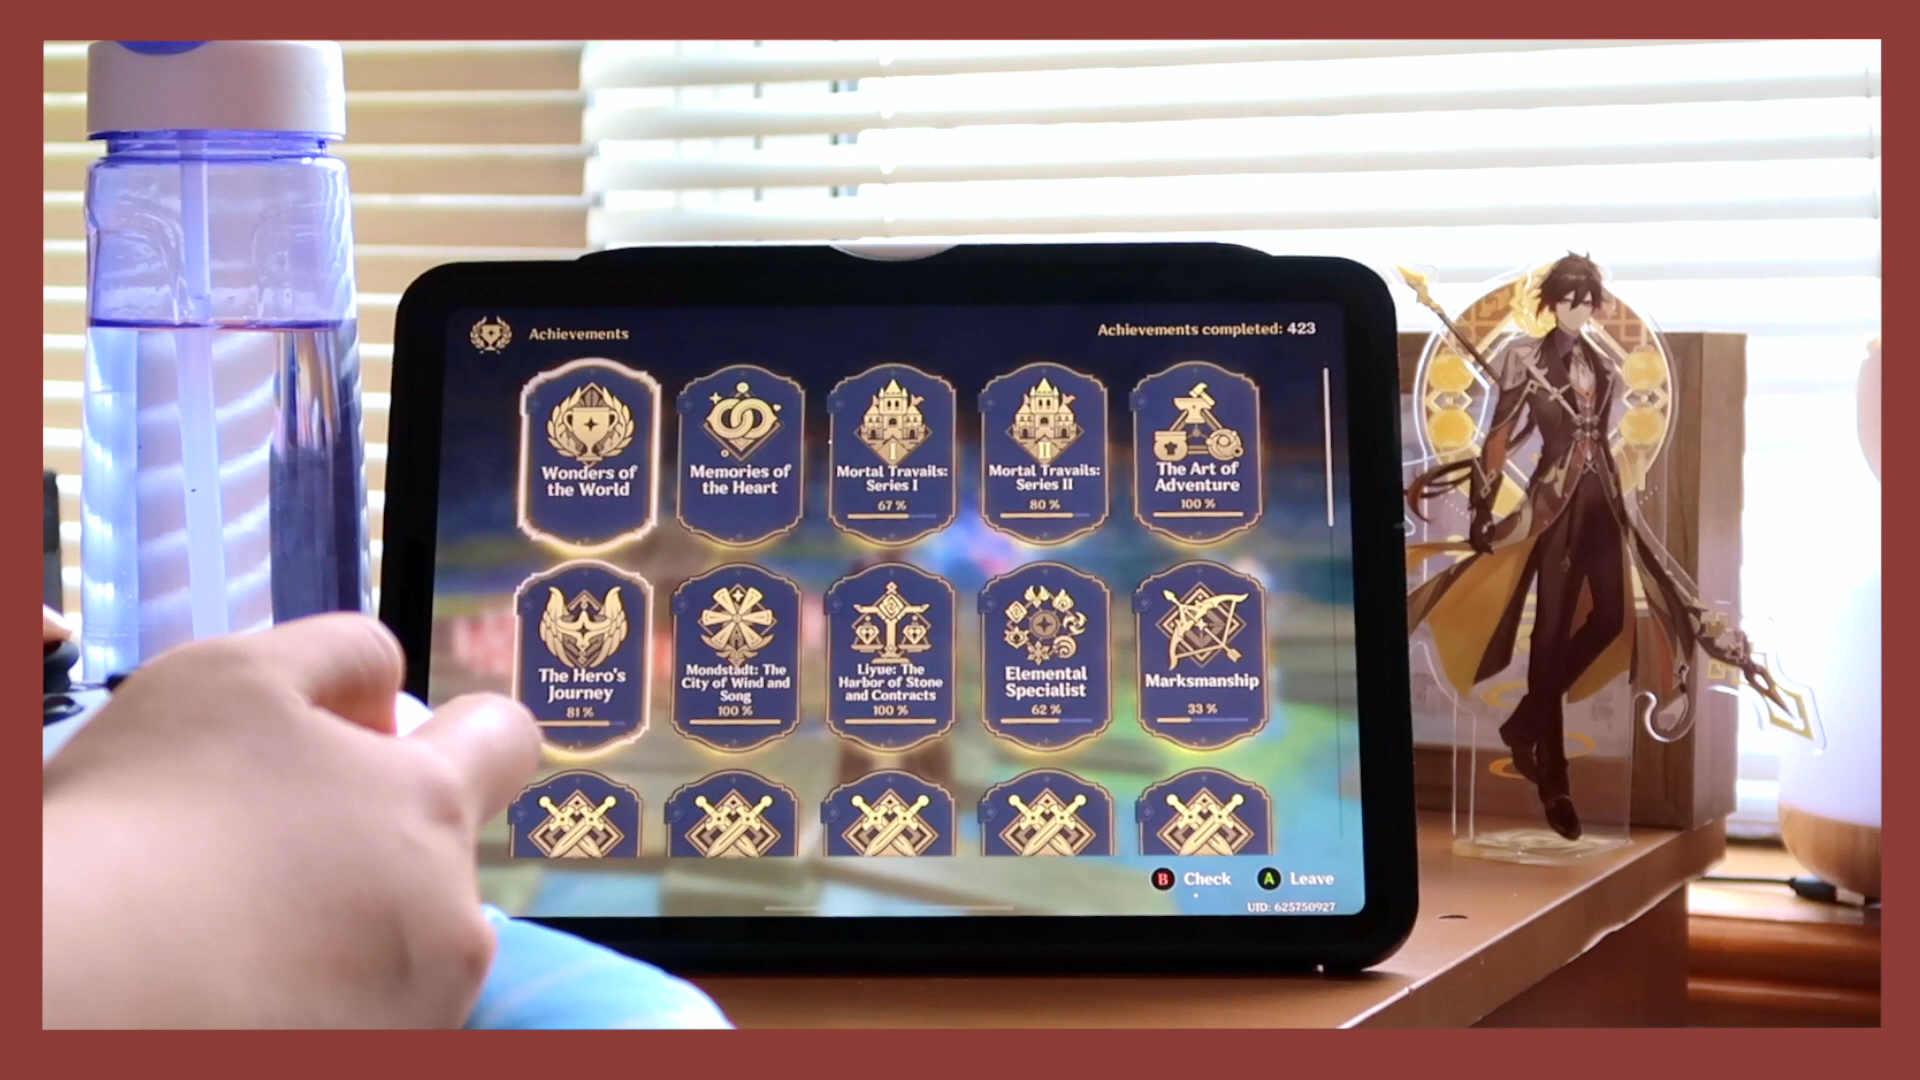 Achievements
Achievements completed: 423
Wonders of
the World
Memories of
the Heart
Mortal Travails:
Series I
67 %
Mortal Travails:
Series II
80 %
The Art of
Adventure
100 %
The Hero's
Journey
81 %
Mondstadt: The
City of Wind and
Song
100 %
Liyue: The
Harbor of Stone
and Contracts
100 %
Elemental
Specialist
62 %
Marksmanship
33 %
B Check A Leave
UID: 625750927